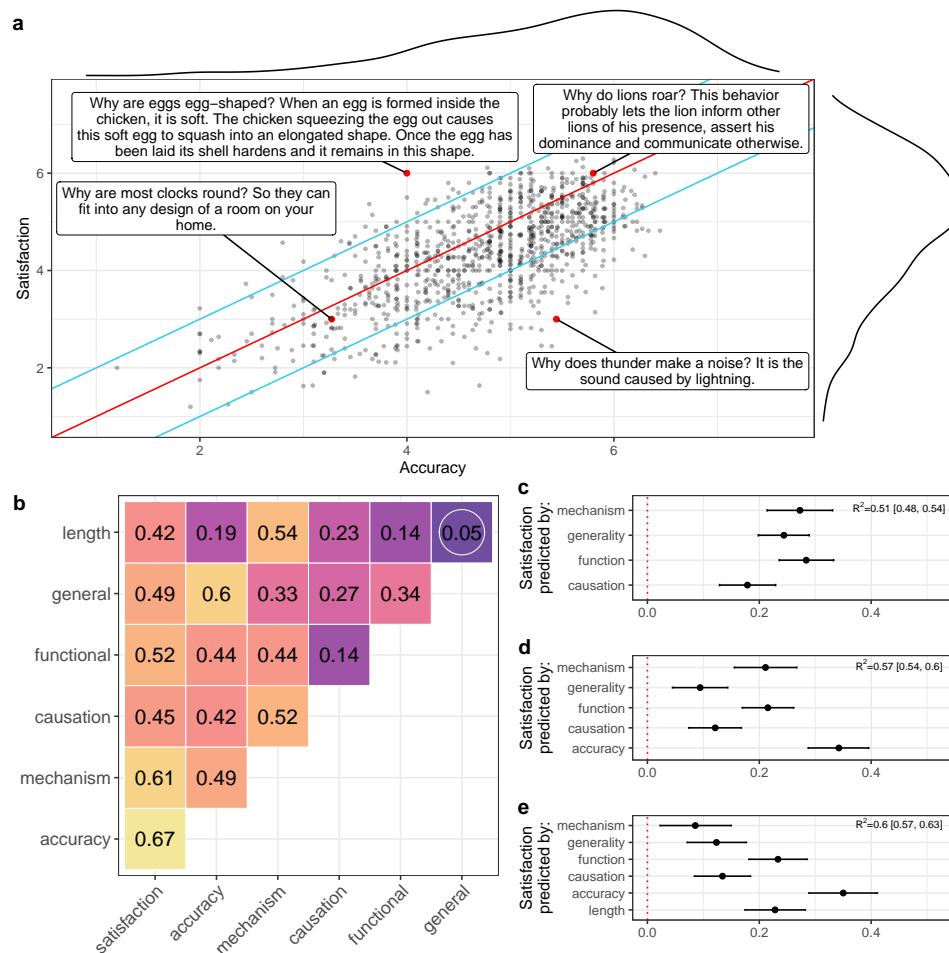 a
Why are eggs egg−shaped? When an egg is formed inside the
chicken, it is soft. The chicken squeezing the egg out causes
this soft egg to squash into an elongated shape. Once the egg has
been laid its shell hardens and it remains in this shape.
Why do lions roar? This behavior
probably lets the lion inform other
lions of his presence, assert his
dominance and communicate otherwise.
Why are most clocks round? So they can
fit into any design of a room on your
home.
Why does thunder make a noise? It is the
sound caused by lightning.
Satisfaction
6
4
2
2
4
6
Accuracy
b
length
0.42
0.19
0.54
0.23
0.14
0.05
general
0.49
0.6
0.33
0.27
0.34
functional
0.52
0.44
0.44
0.14
causation
0.45
0.42
0.52
mechanism
0.61
0.49
accuracy
0.67
satisfaction
accuracy
mechanism
causation
functional
general
c
Satisfaction
predicted by:
mechanism
generality
function
causation
R²=0.51 [0.48, 0.54]
0.0
0.2
0.4
d
Satisfaction
predicted by:
mechanism
generality
function
causation
accuracy
R²=0.57 [0.54, 0.6]
0.0
0.2
0.4
e
Satisfaction
predicted by:
mechanism
generality
function
causation
accuracy
length
R²=0.6 [0.57, 0.63]
0.0
0.2
0.4